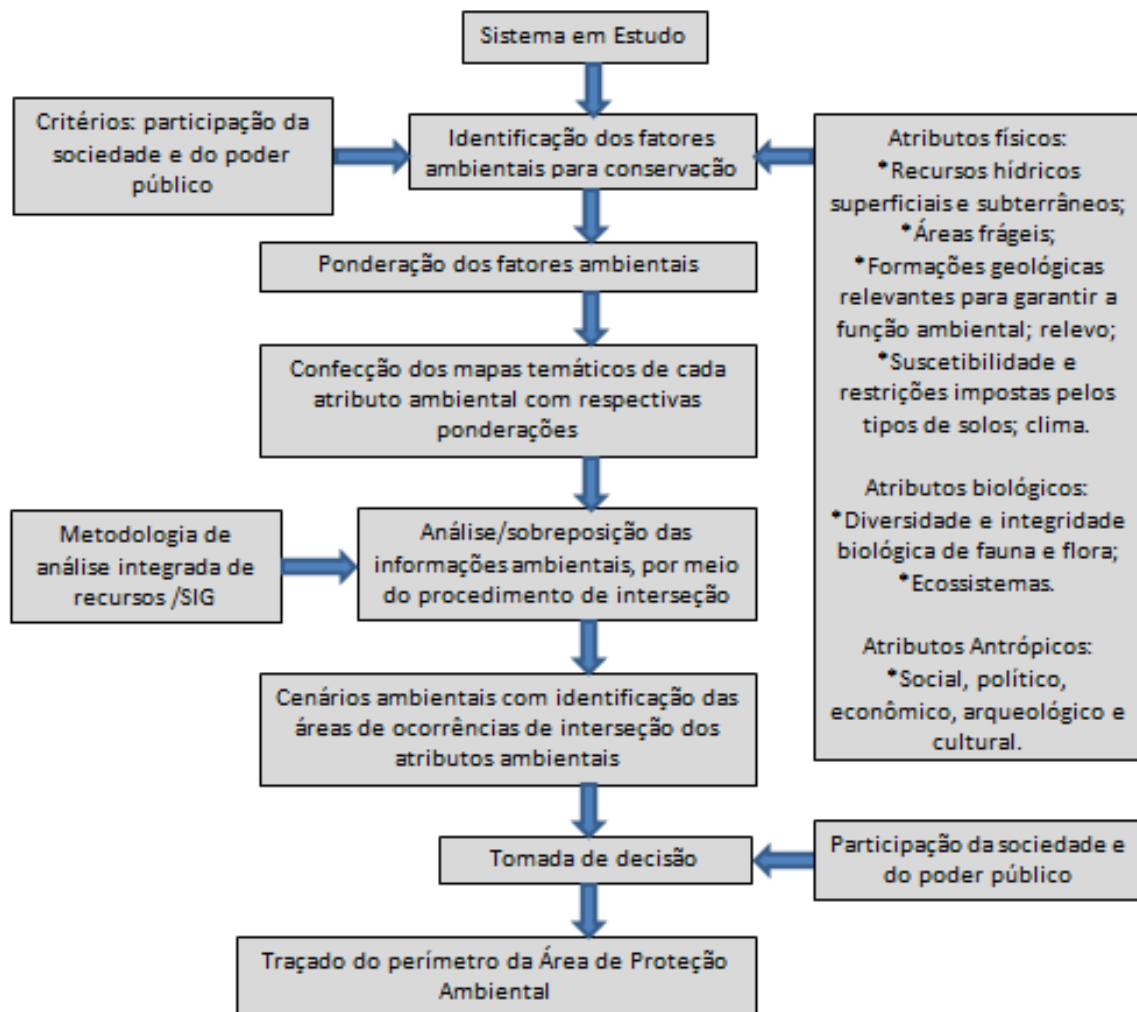 Sistema em Estudo
Critérios: participação da
sociedade e do poder
público
Identificação dos fatores
ambientais para conservação
Atributos físicos:
*Recursos hídricos
superficiais e subterrâneos;
*Áreas frágeis;
*Formações geológicas
relevantes para garantir a
função ambiental; relevo;
*Suscetibilidade e
restrições impostas pelos
tipos de solos; clima.
Atributos biológicos:
*Diversidade e integridade
biológica de fauna e flora;
*Ecossistemas.
Atributos Antrópicos:
*Social, político,
econômico, arqueológico e
cultural.
Ponderação dos fatores ambientais
Confecção dos mapas temáticos de cada
atributo ambiental com respectivas
ponderações
Metodologia de
análise integrada de
recursos /SIG
Análise/sobreposição das
informações ambientais, por meio
do procedimento de interseção
Cenários ambientais com identificação das
áreas de ocorrências de interseção dos
atributos ambientais
Tomada de decisão
Participação da sociedade e
do poder público
Traçado do perímetro da Área de Proteção
Ambiental